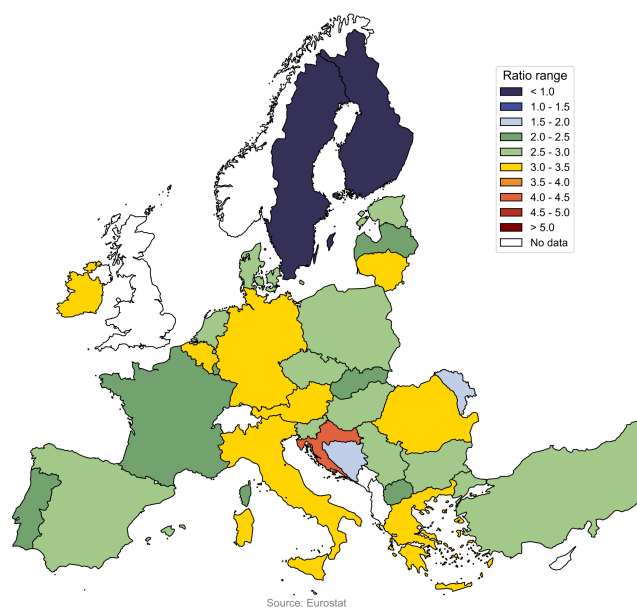 Ratio range
< 1.0
1.0 - 1.5
1.5 - 2.0
2.0 - 2.5
2.5 - 3.0
3.0 - 3.5
3.5 - 4.0
4.0 - 4.5
4.5 - 5.0
> 5.0
No data
Source: Eurostat